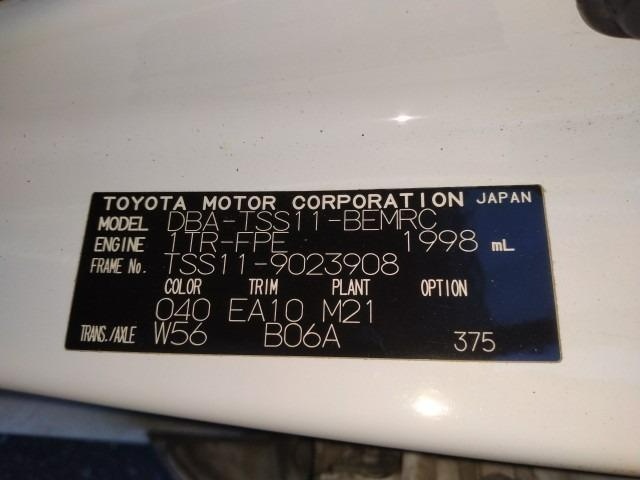 TOYOTA MOTOR CORPORATION JAPAN
MODEL DBA-TSS11-BEMRC
ENGINE 1TR-FPE 1998 mL
FRAME No. TSS11-9023908
COLOR TRIM PLANT OPTION
040 EA10 M21
TRANS./AXLE W56 B06A 375